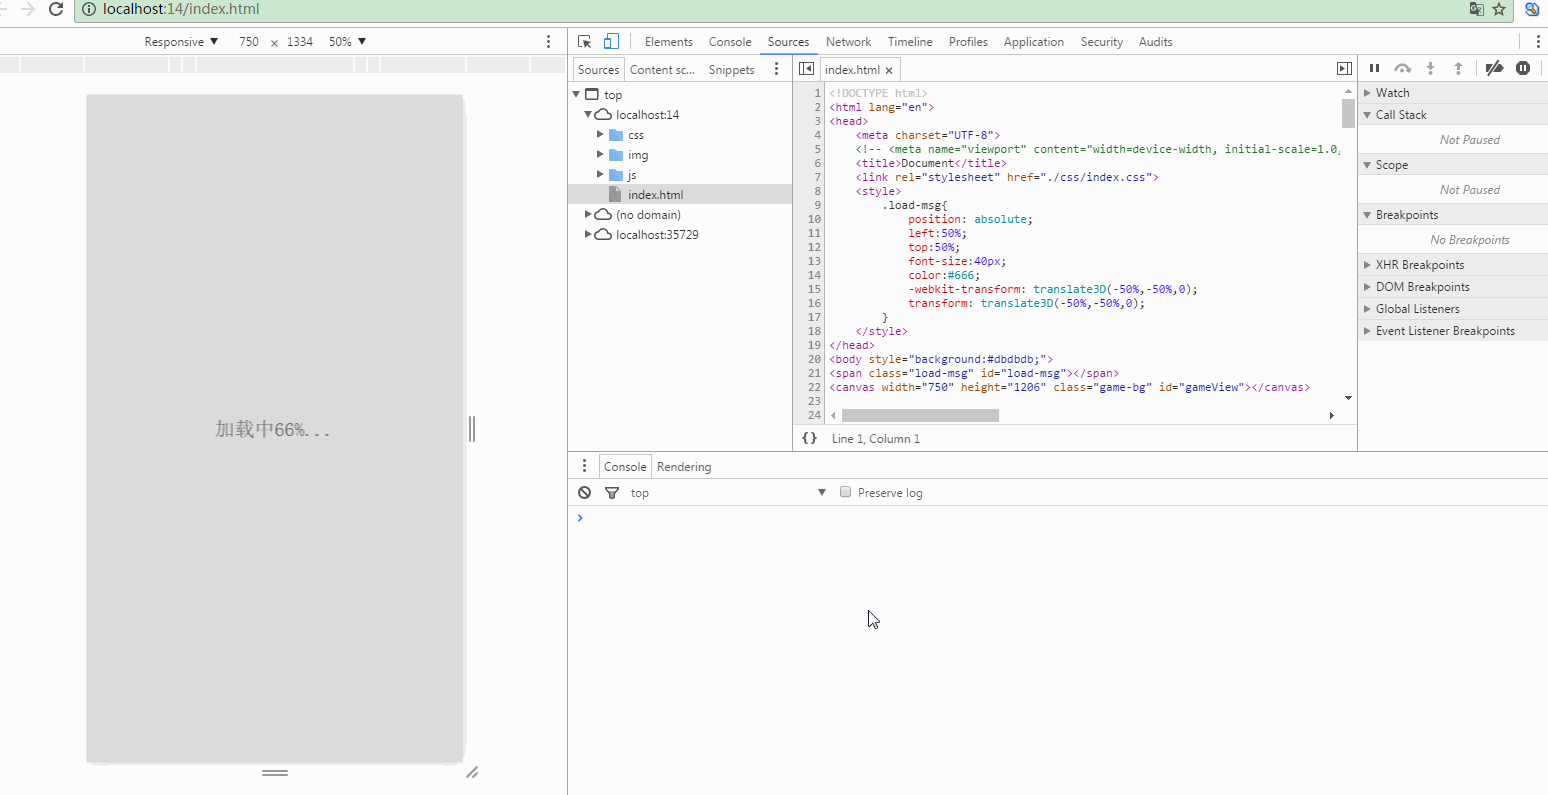 localhost:14/index.html
Responsive ▼ 750 × 1334 50% ▼
加载中66%...
Elements Console Sources Network Timeline Profiles Application Security Audits
Sources Content sc... Snippets
top
localhost:14
css
img
js
index.html
(no domain)
localhost:35729
index.html ×
1 <!DOCTYPE html>
2 <html lang="en">
3 <head>
4 <meta charset="UTF-8">
5 <!-- <meta name="viewport" content="width=device-width, initial-scale=1.0,
6 <title>Document</title>
7 <link rel="stylesheet" href="./css/index.css">
8 <style>
9 .load-msg{
10 position: absolute;
11 left:50%;
12 top:50%;
13 font-size:40px;
14 color:#666;
15 -webkit-transform: translate3D(-50%,-50%,0);
16 transform: translate3D(-50%,-50%,0);
17 }
18 </style>
19 </head>
20 <body style="background:#dbdbdb;">
21 <span class="load-msg" id="load-msg"></span>
22 <canvas width="750" height="1206" class="game-bg" id="gameView"></canvas>
23
24
{} Line 1, Column 1
Watch
Call Stack
Not Paused
Scope
Not Paused
Breakpoints
No Breakpoints
XHR Breakpoints
DOM Breakpoints
Global Listeners
Event Listener Breakpoints
Console Rendering
top ▼ Preserve log